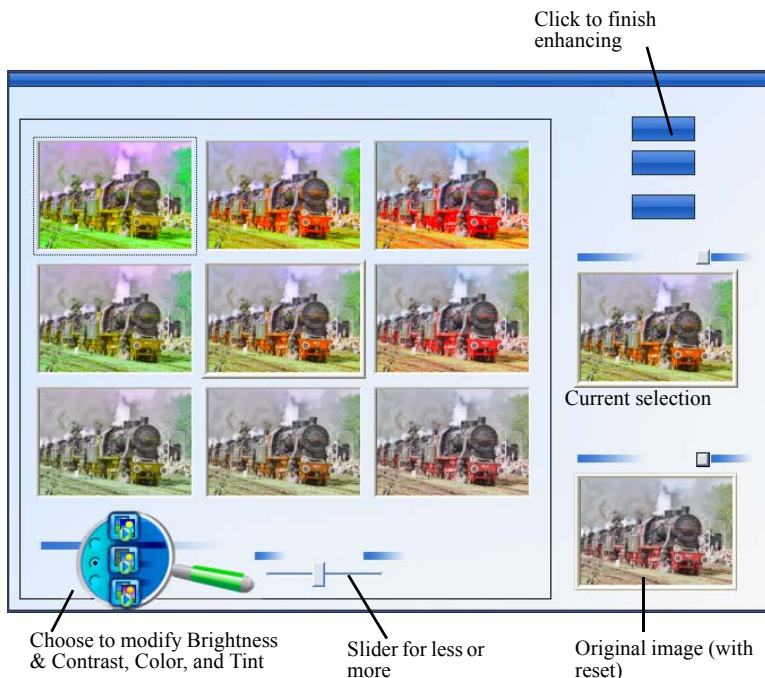 Click to finish
enhancing
Current selection
Choose to modify Brightness
& Contrast, Color, and Tint
Slider for less or
more
Original image (with
reset)